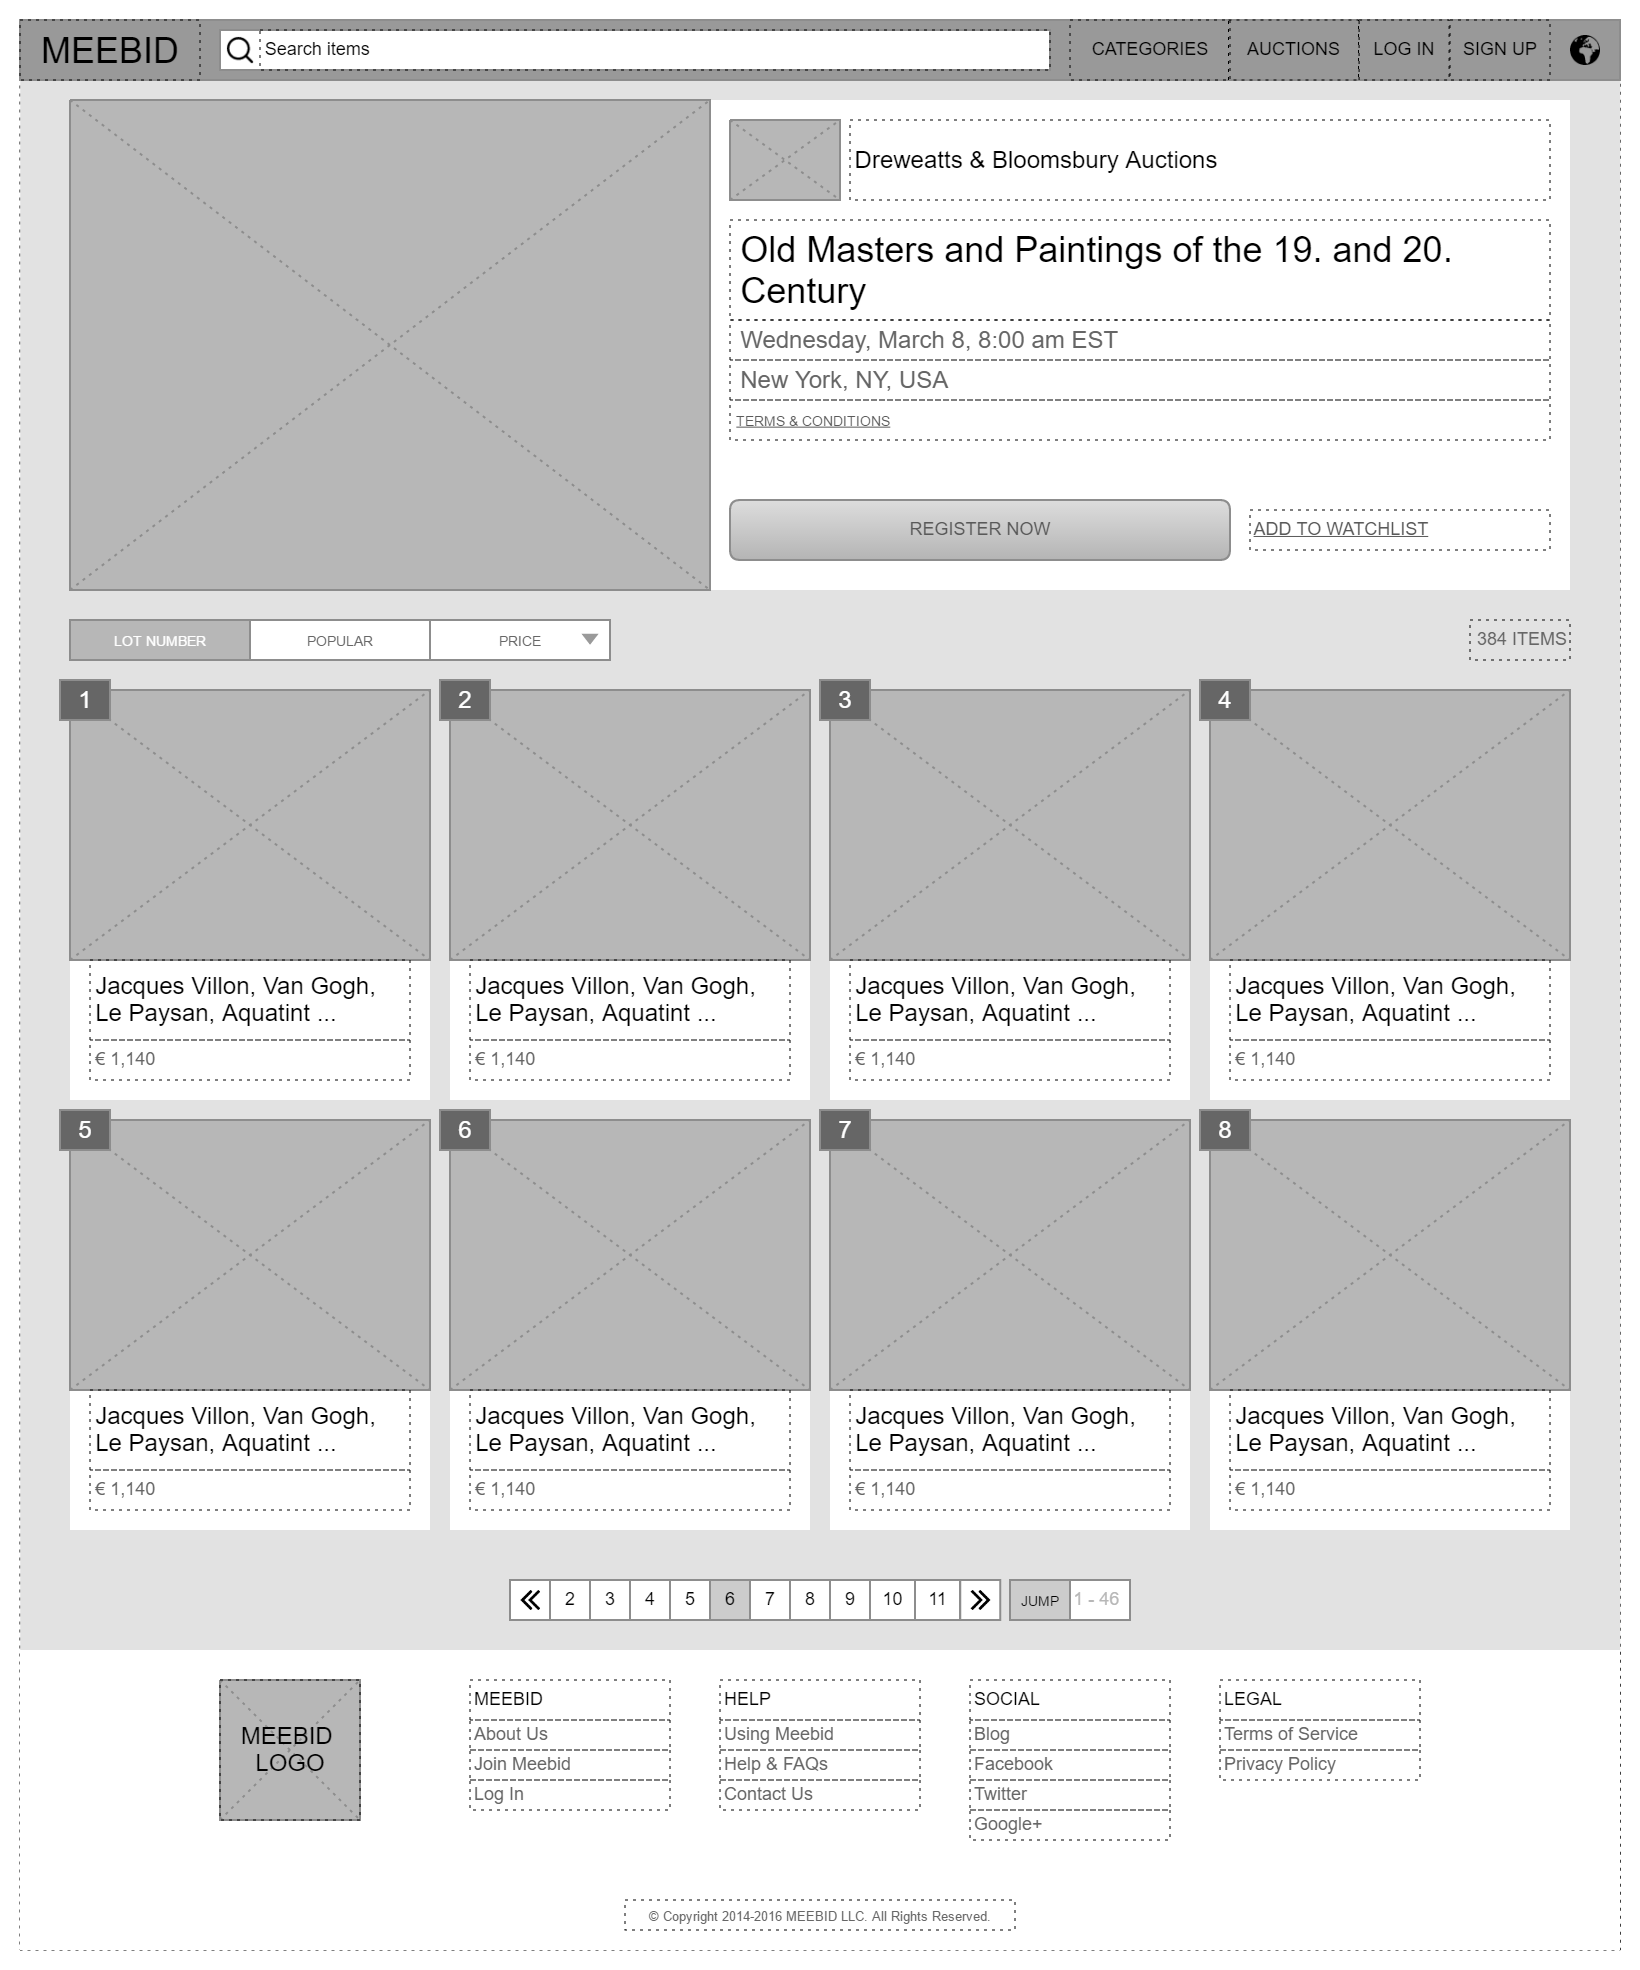 MEEBID
Search items
CATEGORIES
AUCTIONS
LOG IN
SIGN UP
Dreweatts & Bloomsbury Auctions
Old Masters and Paintings of the 19. and 20.
Century
Wednesday, March 8, 8:00 am EST
New York, NY, USA
TERMS & CONDITIONS
REGISTER NOW
ADD TO WATCHLIST
LOT NUMBER
POPULAR
PRICE
384 ITEMS
1
2
3
4
Jacques Villon, Van Gogh,
Le Paysan, Aquatint ...
€ 1,140
Jacques Villon, Van Gogh,
Le Paysan, Aquatint ...
€ 1,140
Jacques Villon, Van Gogh,
Le Paysan, Aquatint ...
€ 1,140
Jacques Villon, Van Gogh,
Le Paysan, Aquatint ...
€ 1,140
5
6
7
8
Jacques Villon, Van Gogh,
Le Paysan, Aquatint ...
€ 1,140
Jacques Villon, Van Gogh,
Le Paysan, Aquatint ...
€ 1,140
Jacques Villon, Van Gogh,
Le Paysan, Aquatint ...
€ 1,140
Jacques Villon, Van Gogh,
Le Paysan, Aquatint ...
€ 1,140
2 3 4 5 6 7 8 9 10 11
JUMP 1 - 46
MEEBID
LOGO
MEEBID
About Us
Join Meebid
Log In
HELP
Using Meebid
Help & FAQs
Contact Us
SOCIAL
Blog
Facebook
Twitter
Google+
LEGAL
Terms of Service
Privacy Policy
© Copyright 2014-2016 MEEBID LLC. All Rights Reserved.